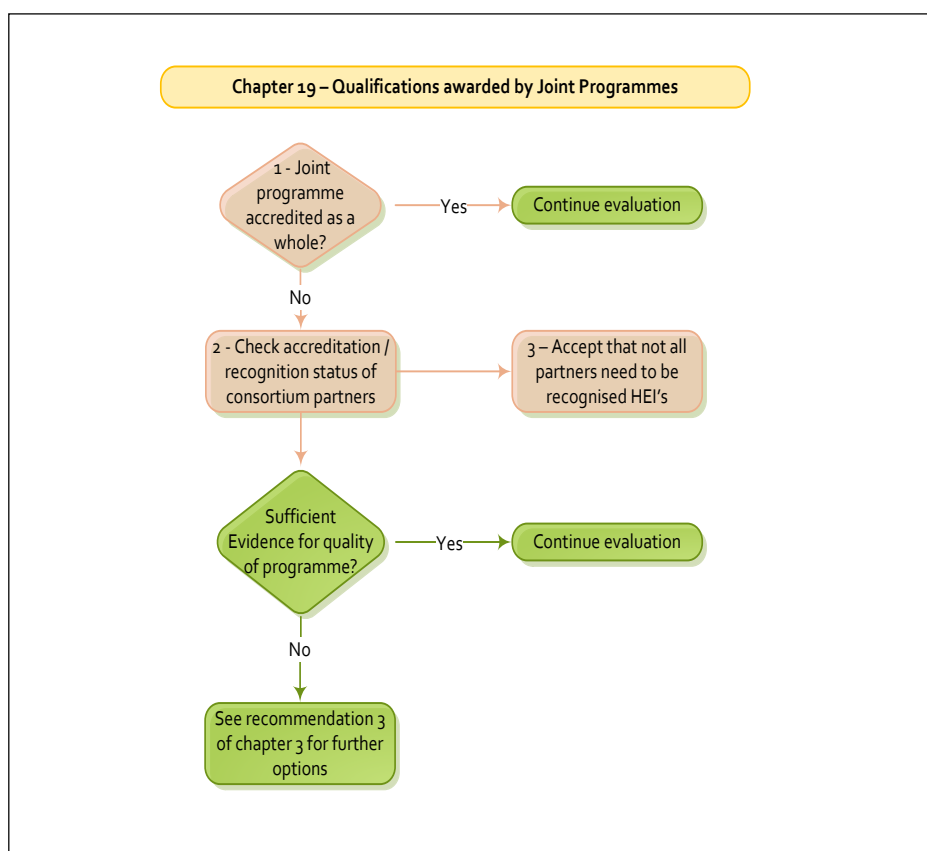 Chapter 19 – Qualifications awarded by Joint Programmes
1 - Joint
programme
accredited as a
whole?
Yes
Continue evaluation
No
2 - Check accreditation /
recognition status of
consortium partners
3 – Accept that not all
partners need to be
recognised HEI's
Sufficient
Evidence for quality
of programme?
Yes
Continue evaluation
No
See recommendation 3
of chapter 3 for further
options